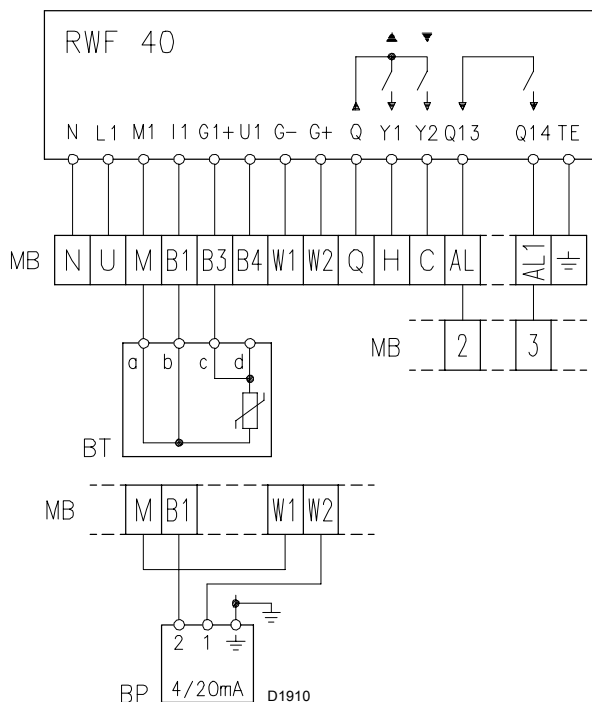 RWF 40
N L1 M1 I1 G1+ U1 G- G+ Q Y1 Y2 Q13 Q14 TE
MB N U M B1 B3 B4 W1 W2 Q H C AL AL1
MB 2 3
a b c d
BT
MB M B1 W1 W2
2 1
BP 4/20mA D1910